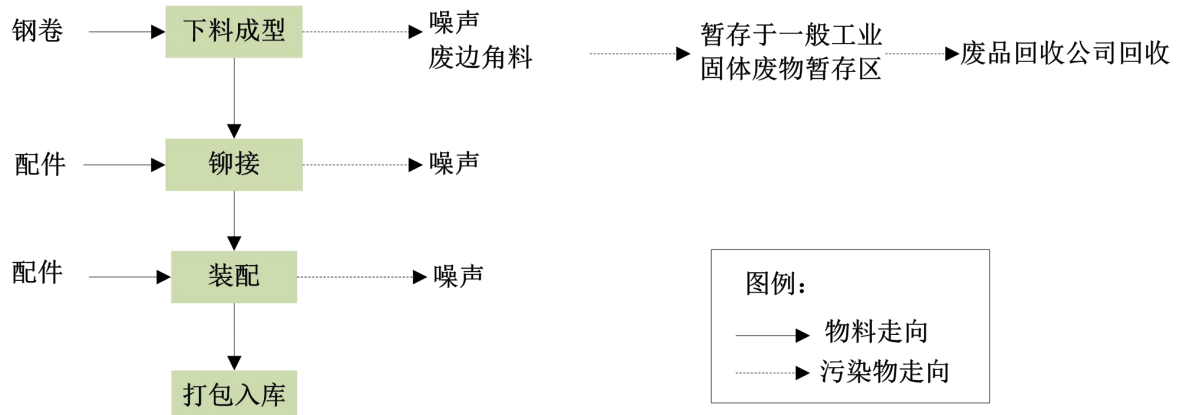 钢卷
下料成型
噪声
废边角料
暂存于一般工业
固体废物暂存区
废品回收公司回收
配件
铆接
噪声
配件
装配
噪声
打包入库
图例：
物料走向
污染物走向